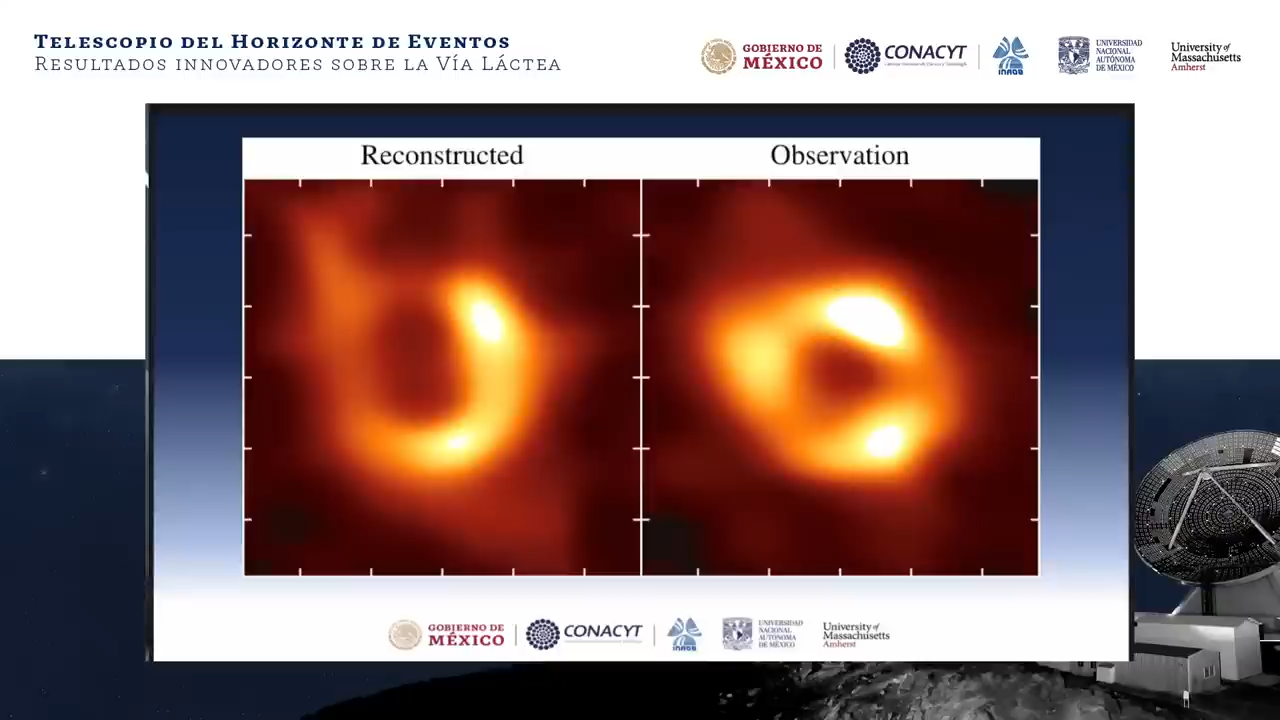 Telescopio del Horizonte de Eventos
Resultados innovadores sobre la Vía Láctea
GOBIERNO DE
MÉXICO
CONACYT
INAOE
UNIVERSIDAD
NACIONAL
AUTÓNOMA
DE MÉXICO
University of
Massachusetts
Amherst
Reconstructed
Observation
GOBIERNO DE
MÉXICO
CONACYT
INAOE
UNIVERSIDAD
NACIONAL
AUTÓNOMA
DE MÉXICO
University of
Massachusetts
Amherst